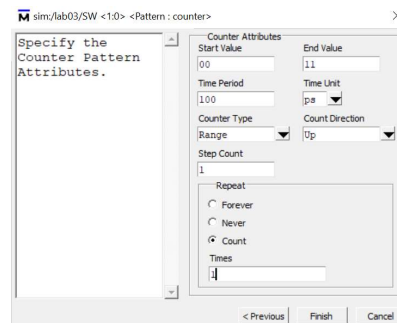 sim:/lab03/SW <1:0> <Pattern : counter>
Specify the
Counter Pattern
Attributes.
Counter Attributes
Start Value End Value
00 11
Time Period Time Unit
100 ps
Counter Type Count Direction
Range Up
Step Count
1
Repeat
Forever
Never
Count
Times
1
< Previous Finish Cancel